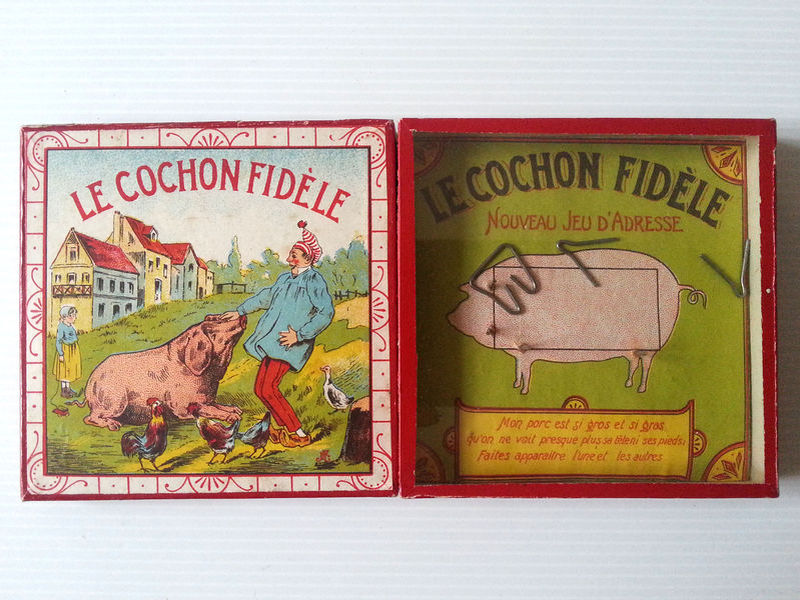 LE COCHON FIDÈLE
LE COCHON FIDÈLE
NOUVEAU JEU D'ADRESSE
Mon porc est si gros et si gras
qu'on ne voit presque plus sa tête ni ses pieds;
faites apparaitre l'une et les autres